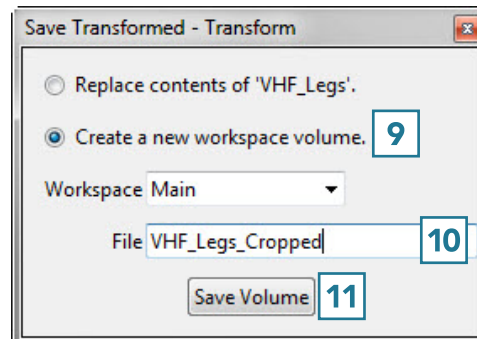 Save Transformed - Transform
Replace contents of 'VHF_Legs'.
Create a new workspace volume. 9
Workspace Main
File VHF_Legs_Cropped 10
Save Volume 11